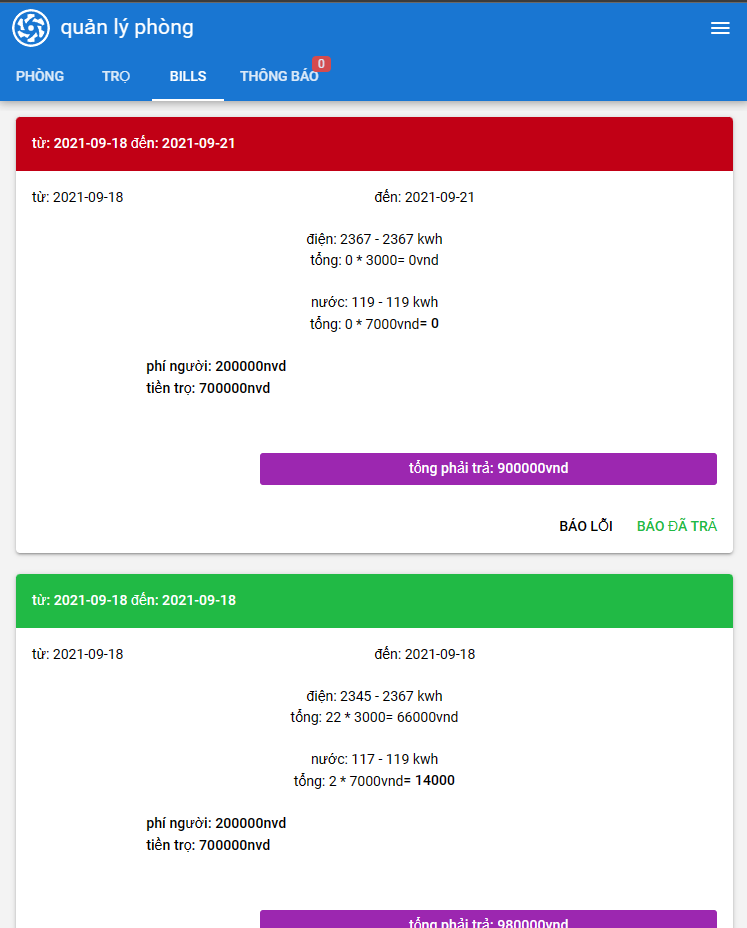 quản lý phòng
PHÒNG TRỌ BILLS THÔNG BÁO 0
từ: 2021-09-18 đến: 2021-09-21
từ: 2021-09-18 đến: 2021-09-21
điện: 2367 - 2367 kwh
tổng: 0 * 3000= 0vnd
nước: 119 - 119 kwh
tổng: 0 * 7000vnd= 0
phí người: 200000nvd
tiền trọ: 700000nvd
tổng phải trả: 900000vnd
BÁO LỖI BÁO ĐÃ TRẢ
từ: 2021-09-18 đến: 2021-09-18
từ: 2021-09-18 đến: 2021-09-18
điện: 2345 - 2367 kwh
tổng: 22 * 3000= 66000vnd
nước: 117 - 119 kwh
tổng: 2 * 7000vnd= 14000
phí người: 200000nvd
tiền trọ: 700000nvd
tổng phải trả: 980000vnd